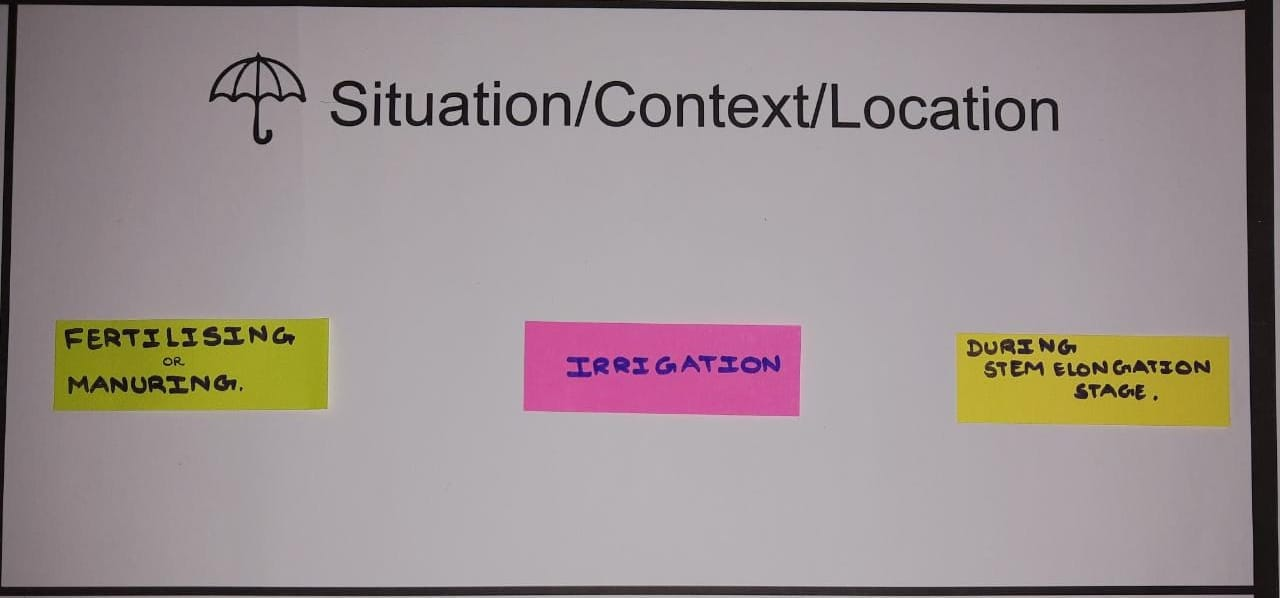 Situation/Context/Location
FERTILISING
OR
MANURING.
IRRIGATION
DURING
STEM ELONGATION
STAGE.